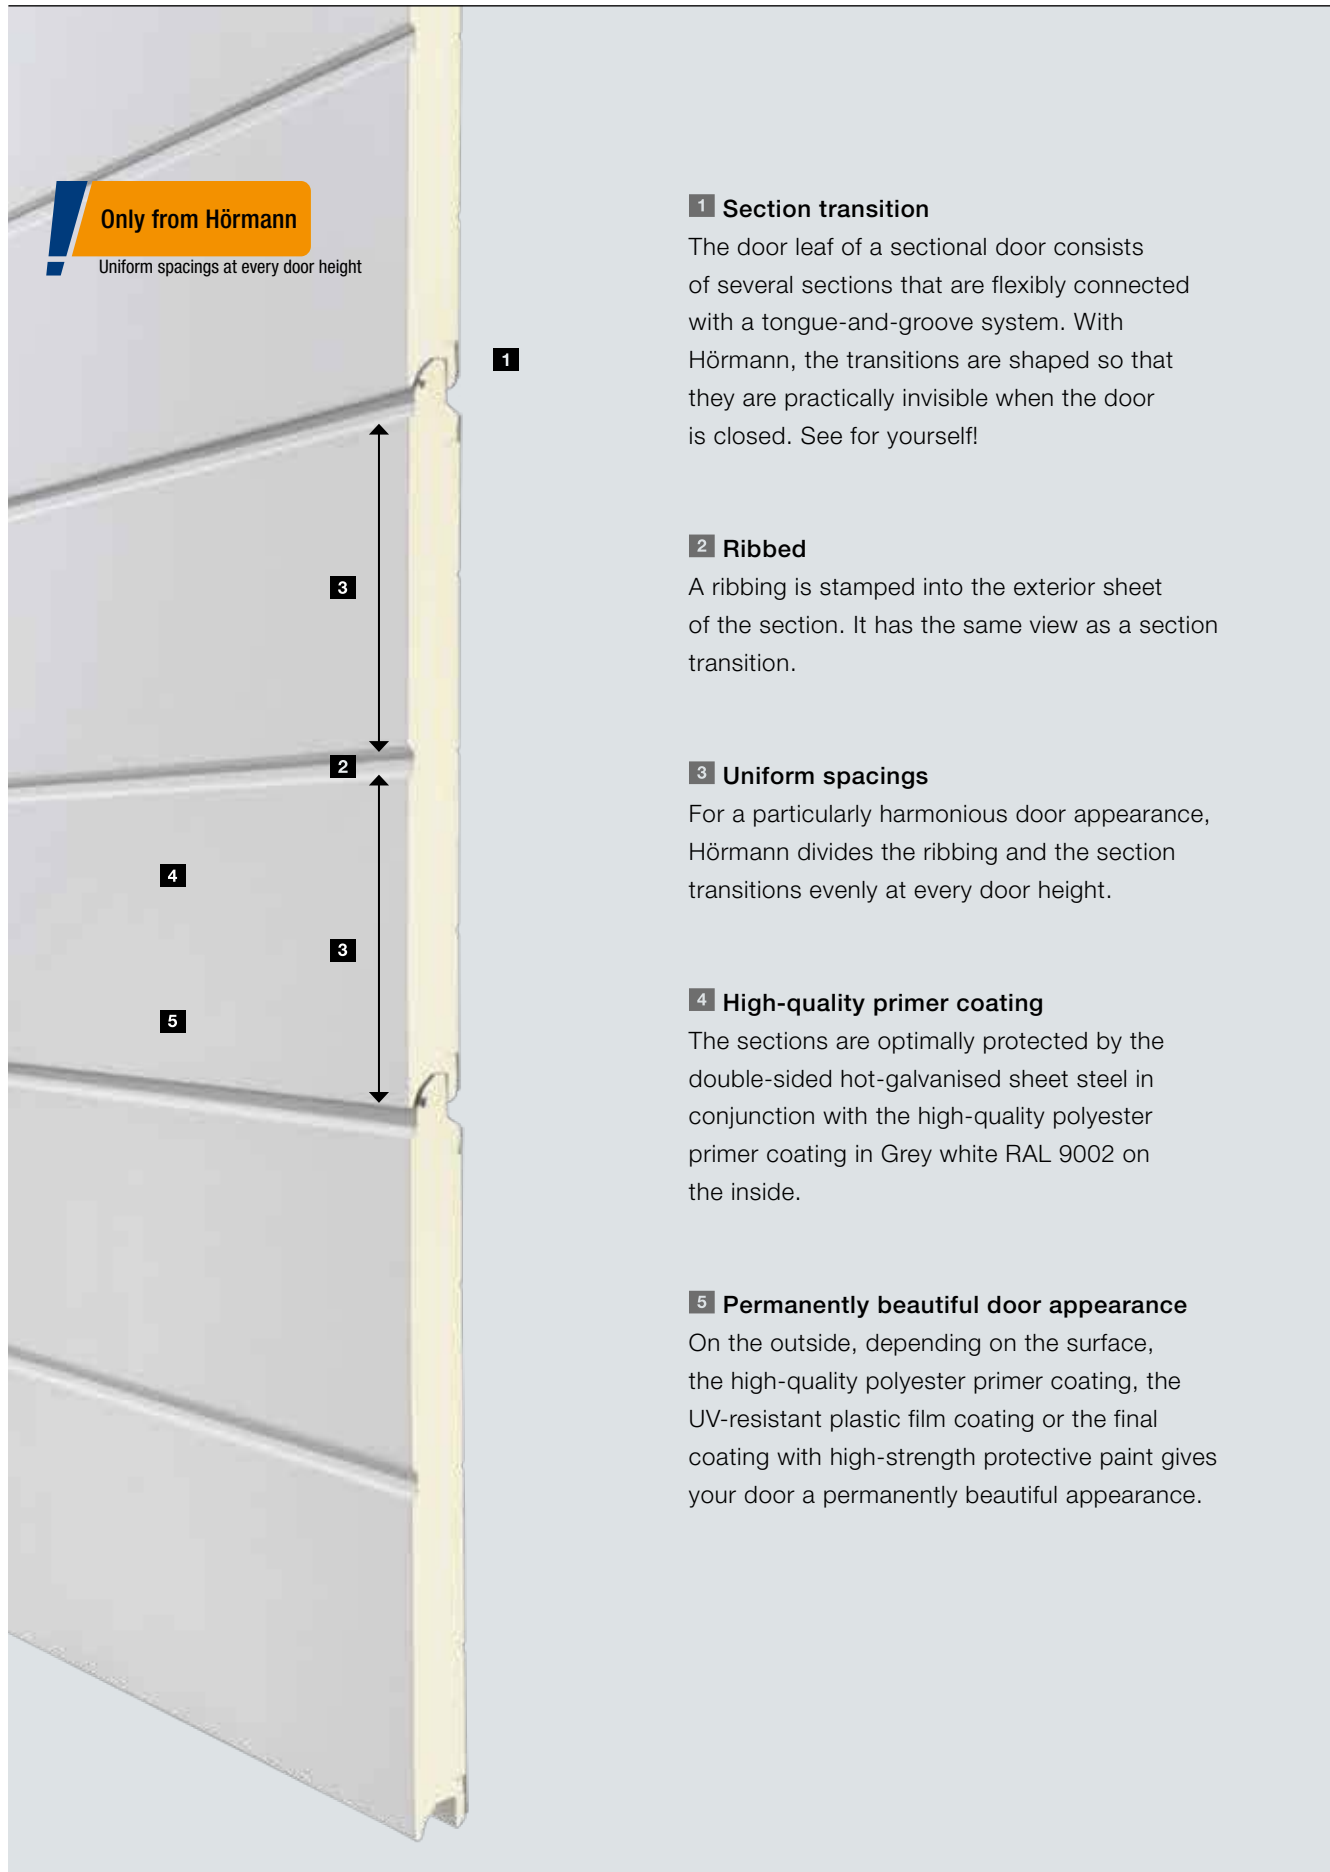 Only from Hörmann
Uniform spacings at every door height
1
3
2
4
3
5
1 Section transition
The door leaf of a sectional door consists
of several sections that are flexibly connected
with a tongue-and-groove system. With
Hörmann, the transitions are shaped so that
they are practically invisible when the door
is closed. See for yourself!
2 Ribbed
A ribbing is stamped into the exterior sheet
of the section. It has the same view as a section
transition.
3 Uniform spacings
For a particularly harmonious door appearance,
Hörmann divides the ribbing and the section
transitions evenly at every door height.
4 High-quality primer coating
The sections are optimally protected by the
double-sided hot-galvanised sheet steel in
conjunction with the high-quality polyester
primer coating in Grey white RAL 9002 on
the inside.
5 Permanently beautiful door appearance
On the outside, depending on the surface,
the high-quality polyester primer coating, the
UV-resistant plastic film coating or the final
coating with high-strength protective paint gives
your door a permanently beautiful appearance.